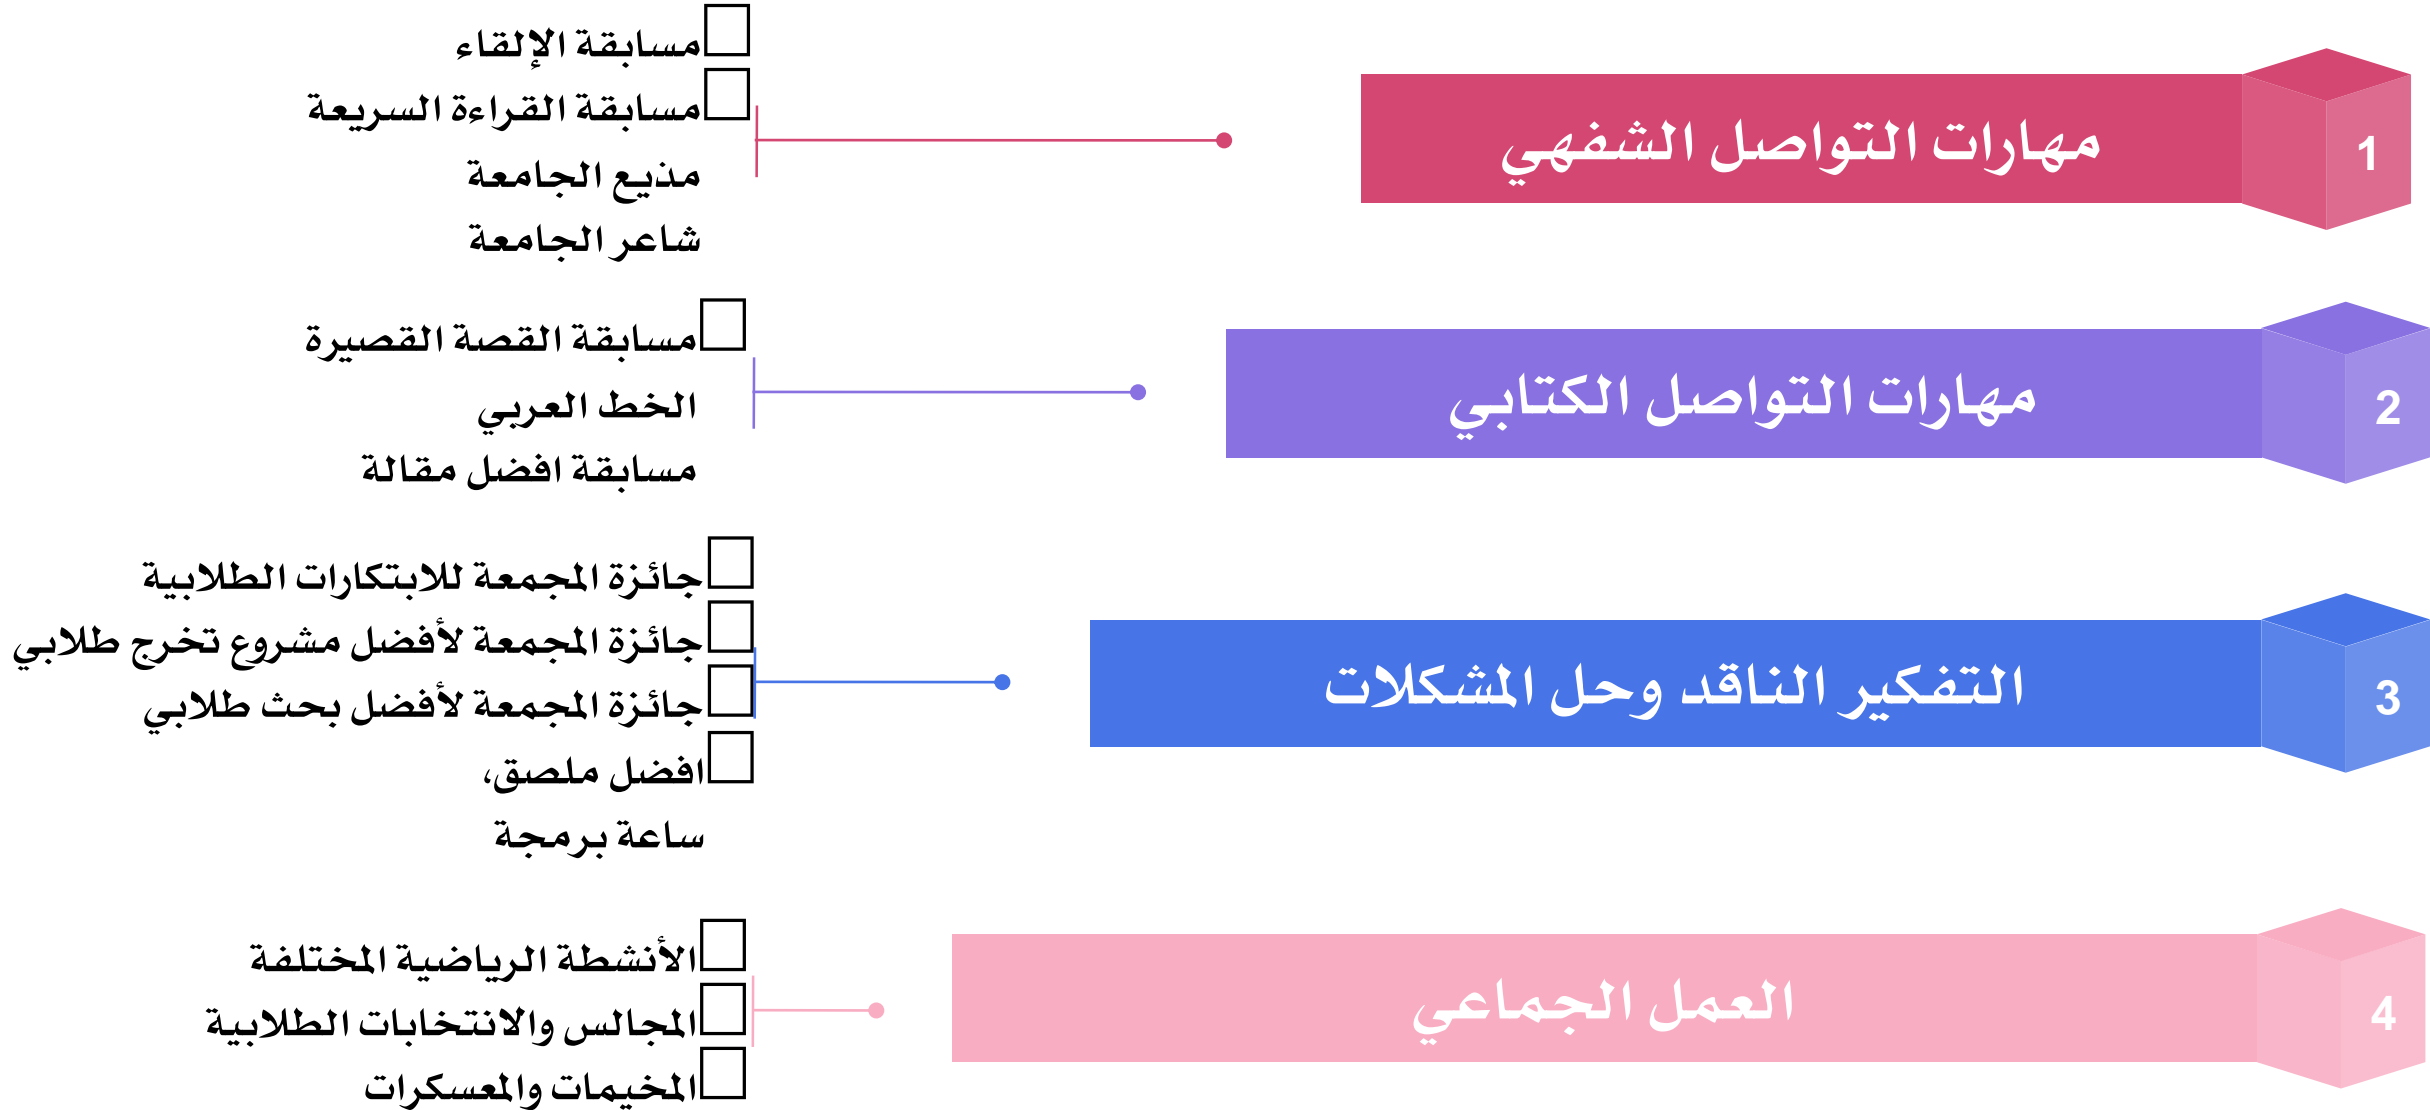 1
مهارات التواصل الشفهي
مسابقة الإلقاء
مسابقة القراءة السريعة
مذيع الجامعة
شاعر الجامعة
2
مهارات التواصل الكتابي
مسابقة القصة القصيرة
الخط العربي
مسابقة افضل مقالة
3
التفكير الناقد وحل المشكلات
جائزة المجمعة للابتكارات الطلابية
جائزة المجمعة لأفضل مشروع تخرج طلابي
جائزة المجمعة لأفضل بحث طلابي
افضل ملصق،
ساعة برمجة
4
العمل الجماعي
الأنشطة الرياضية المختلفة
المجالس والانتخابات الطلابية
المخيمات والمعسكرات